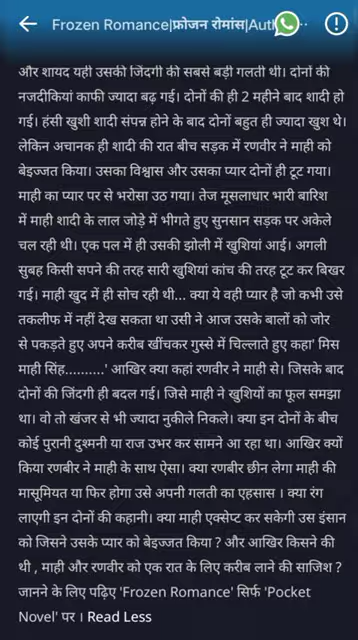 Frozen Romance|फ्रोजन रोमांस|Auth
और शायद यही उसकी जिंदगी की सबसे बड़ी गलती थी। दोनों की
नजदीकियां काफी ज्यादा बढ़ गई। दोनों की ही 2 महीने बाद शादी हो
गई। हंसी खुशी शादी संपन्न होने के बाद दोनों बहुत ही ज्यादा खुश थे।
लेकिन अचानक ही शादी की रात बीच सड़क में रणवीर ने माही को
बेइज्जत किया। उसका विश्वास और उसका प्यार दोनों ही टूट गया।
माही का प्यार पर से भरोसा उठ गया। तेज मूसलाधार भारी बारिश
में माही शादी के लाल जोड़े में भीगते हुए सुनसान सड़क पर अकेले
चल रही थी। एक पल में ही उसकी झोली में खुशियां आई। अगली
सुबह किसी सपने की तरह सारी खुशियां कांच की तरह टूट कर बिखर
गई। माही खुद में ही सोच रही थी... क्या ये वही प्यार है जो कभी उसे
तकलीफ में नहीं देख सकता था उसी ने आज उसके बालों को जोर
से पकड़ते हुए अपने करीब खींचकर गुस्से में चिल्लाते हुए कहा' मिस
माही सिंह..........' आखिर क्या कहां रणवीर ने माही से। जिसके बाद
दोनों की जिंदगी ही बदल गई। जिसे माही ने खुशियों का फूल समझा
था। वो तो खंजर से भी ज्यादा नुकीले निकले। क्या इन दोनों के बीच
कोई पुरानी दुश्मनी या राज उभर कर सामने आ रहा था। आखिर क्यों
किया रणबीर ने माही के साथ ऐसा। क्या रणबीर छीन लेगा माही की
मासूमियत या फिर होगा उसे अपनी गलती का एहसास । क्या रंग
लाएगी इन दोनों की कहानी। क्या माही एक्सेप्ट कर सकेगी उस इंसान
को जिसने उसके प्यार को बेइज्जत किया ? और आखिर किसने की
थी , माही और रणवीर को एक रात के लिए करीब लाने की साजिश ?
जानने के लिए पढ़िए 'Frozen Romance' सिर्फ 'Pocket
Novel' पर । Read Less